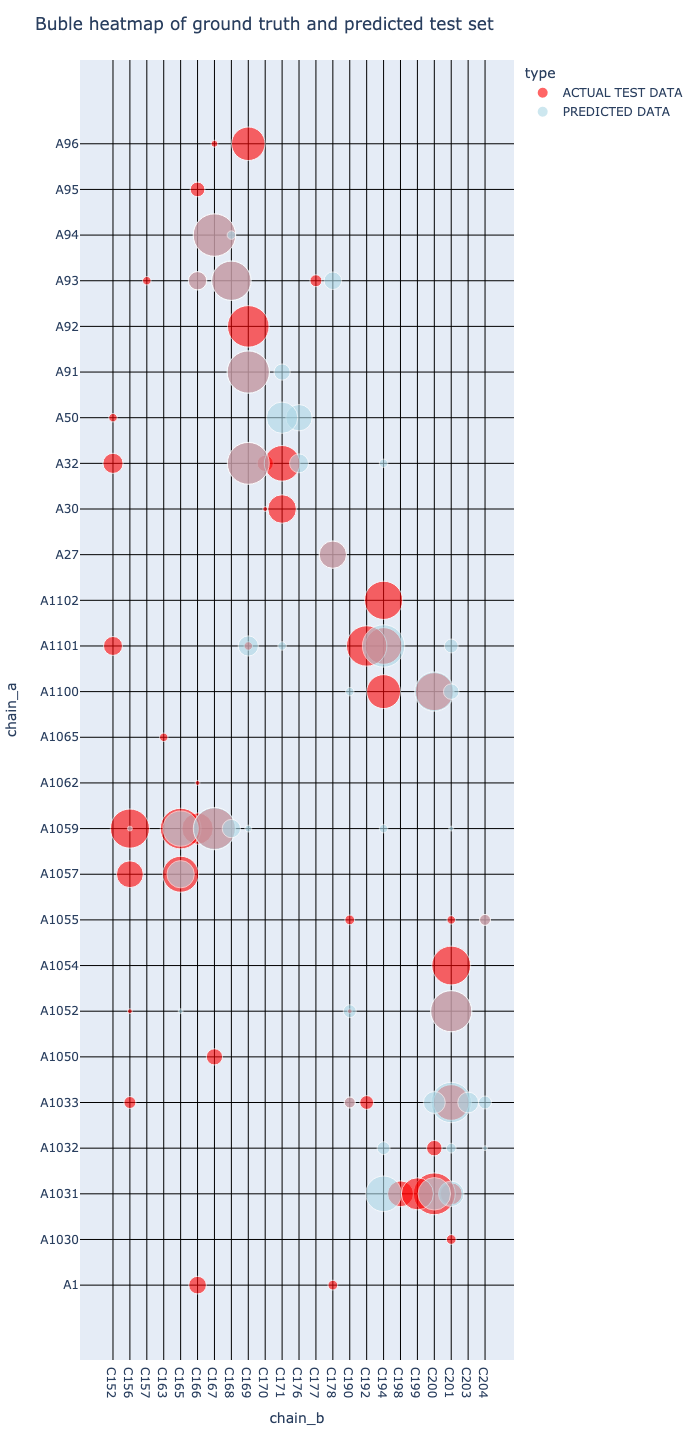 Buble heatmap of ground truth and predicted test set
type
ACTUAL TEST DATA
PREDICTED DATA
chain_a
A96
A95
A94
A93
A92
A91
A50
A32
A30
A27
A1102
A1101
A1100
A1065
A1062
A1059
A1057
A1055
A1054
A1052
A1050
A1033
A1032
A1031
A1030
A1
C152
C156
C157
C163
C165
C166
C167
C168
C169
C170
C171
C176
C177
C178
C190
C192
C194
C198
C199
C200
C201
C203
C204
chain_b